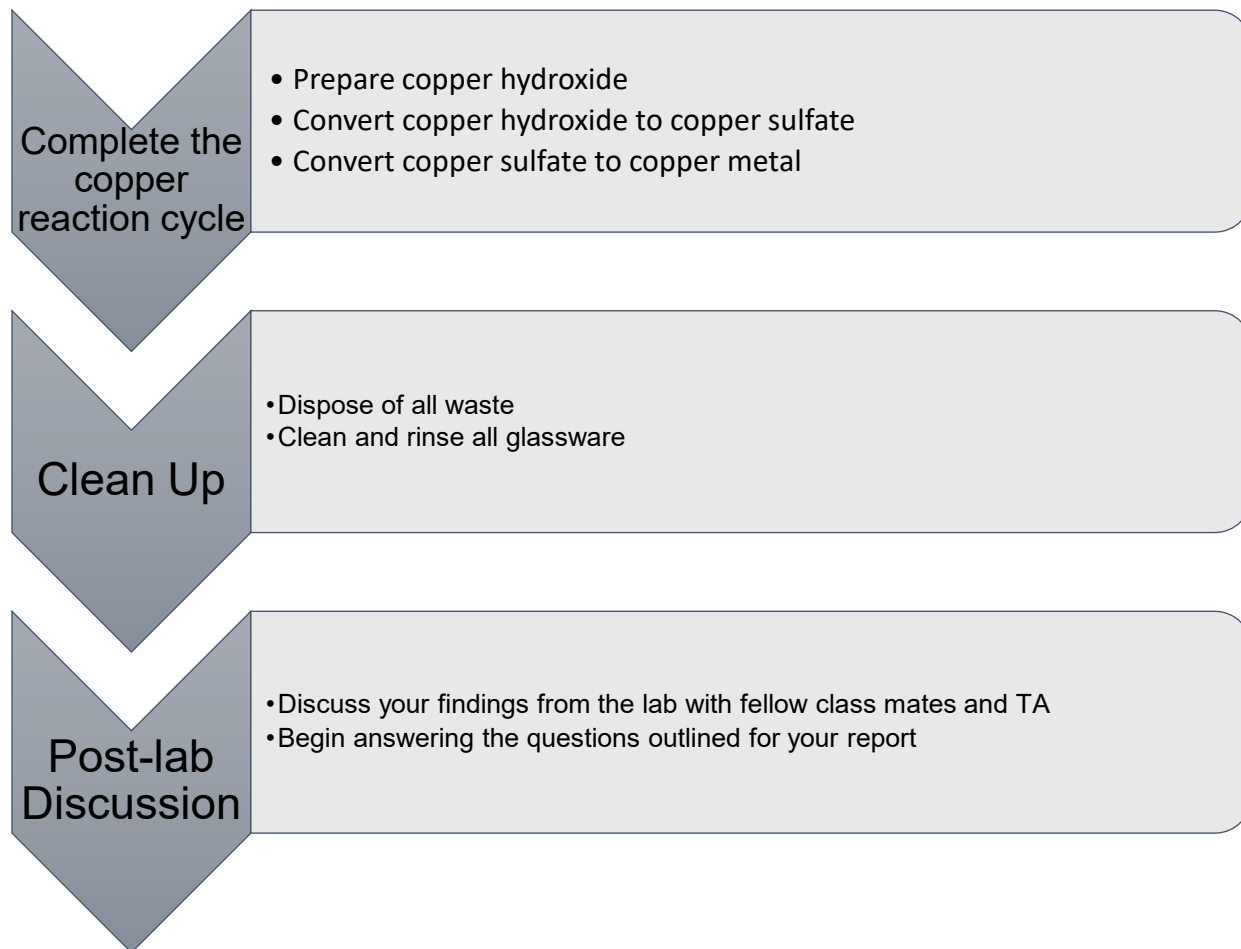 Complete the
copper
reaction cycle
• Prepare copper hydroxide
• Convert copper hydroxide to copper sulfate
• Convert copper sulfate to copper metal
Clean Up
•Dispose of all waste
•Clean and rinse all glassware
Post-lab
Discussion
•Discuss your findings from the lab with fellow class mates and TA
•Begin answering the questions outlined for your report